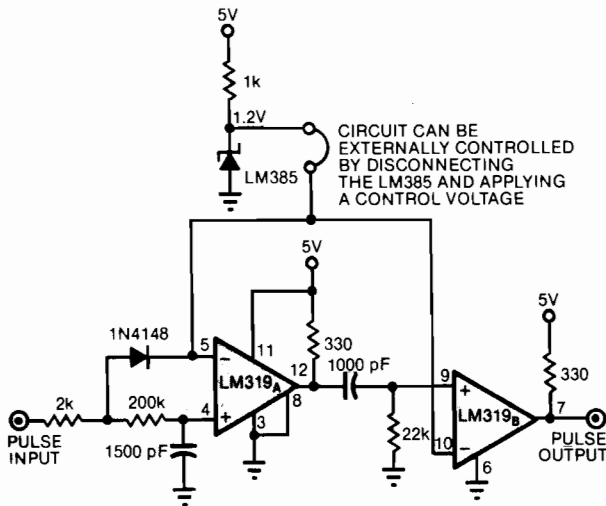 5V
1k
1.2V
LM385
CIRCUIT CAN BE
EXTERNALLY CONTROLLED
BY DISCONNECTING
THE LM385 AND APPLYING
A CONTROL VOLTAGE
5V
1N4148
5
11
330
1000 pF
5V
LM319A
12
8
9
330
2k
200k
4
3
LM319B
7
PULSE
INPUT
1500 pF
22k
10
6
PULSE
OUTPUT